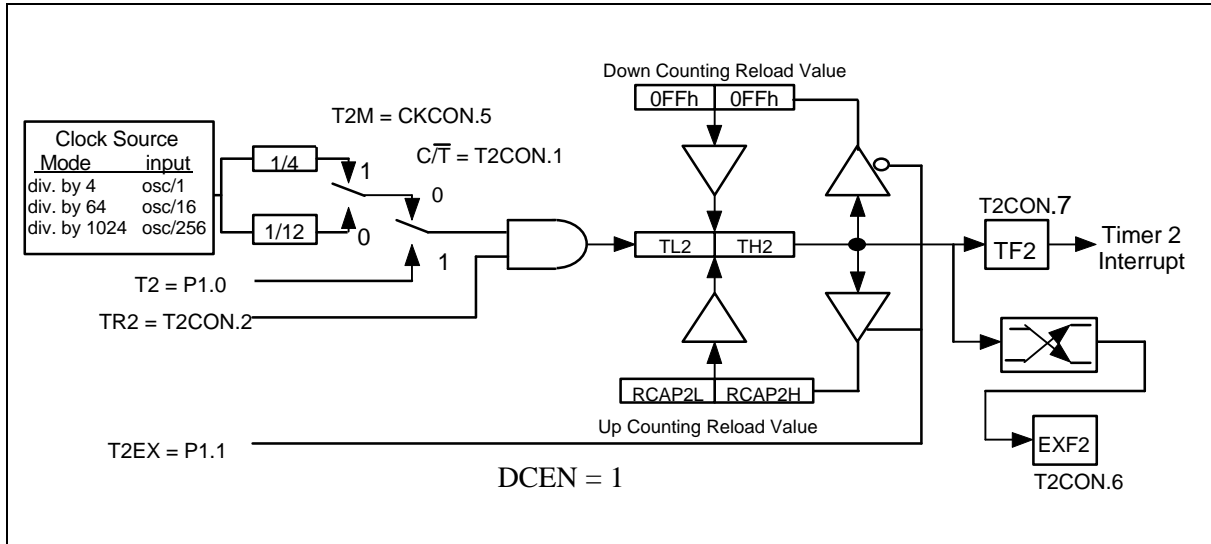 Down Counting Reload Value
0FFh 0FFh
T2M = CKCON.5
Clock Source
Mode input
div. by 4 osc/1
div. by 64 osc/16
div. by 1024 osc/256
1/4
1
C/T̅ = T2CON.1
0
1/12
0
1
T2 = P1.0
TR2 = T2CON.2
TL2 TH2
T2CON.7
TF2
Timer 2
Interrupt
RCAP2L RCAP2H
Up Counting Reload Value
T2EX = P1.1
EXF2
T2CON.6
DCEN = 1